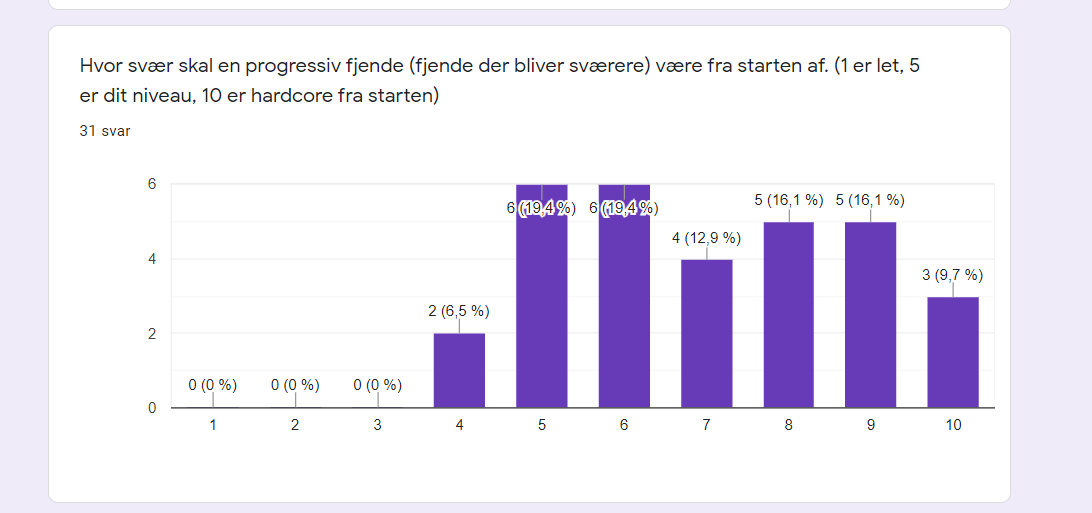 Hvor svær skal en progressiv fjende (fjende der bliver sværere) være fra starten af. (1 er let, 5
er dit niveau, 10 er hardcore fra starten)
31 svar
6
4
2
0
0 (0 %)
0 (0 %)
0 (0 %)
2 (6,5 %)
6 (19,4 %)
6 (19,4 %)
4 (12,9 %)
5 (16,1 %)
5 (16,1 %)
3 (9,7 %)
1 2 3 4 5 6 7 8 9 10